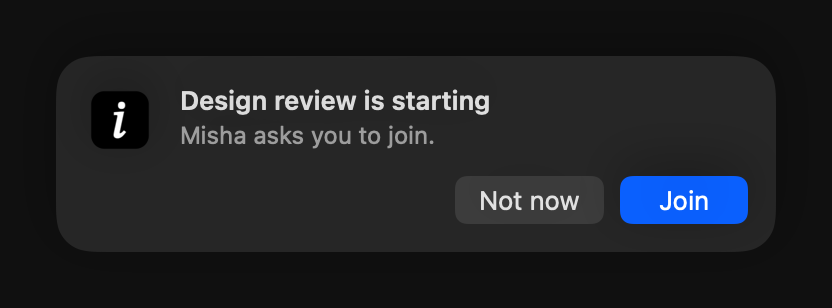 i
Design review is starting
Misha asks you to join.
Not now
Join